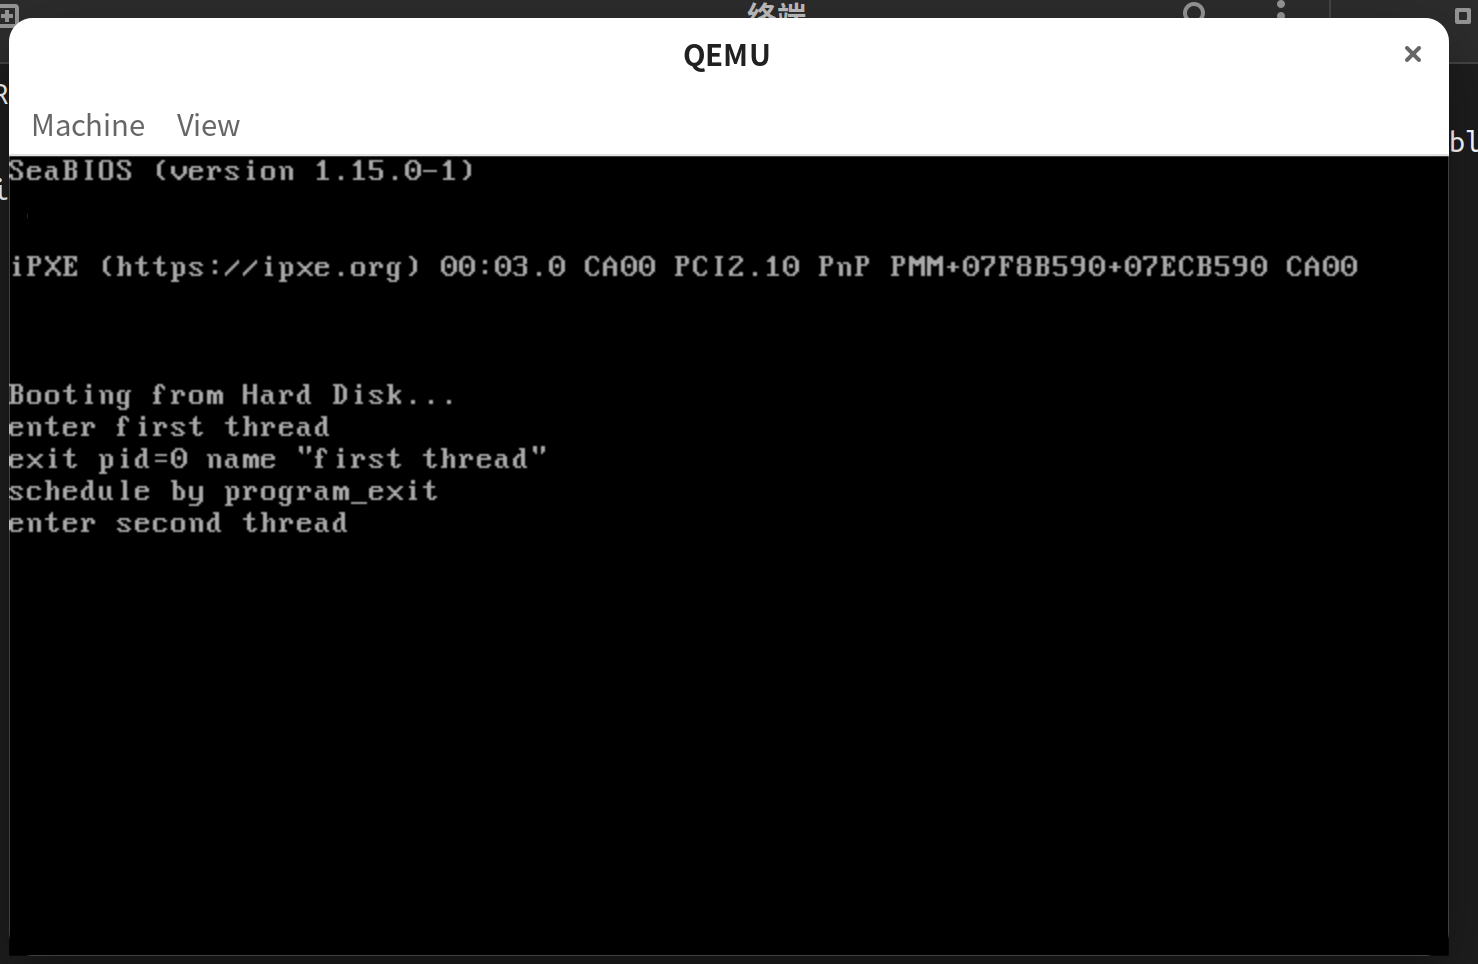 终端
QEMU
Machine View
SeaBIOS (version 1.15.0-1)
iPXE (https://ipxe.org) 00:03.0 CA00 PCI2.10 PnP PMM+07F8B590+07ECB590 CA00
Booting from Hard Disk...
enter first thread
exit pid=0 name "first thread"
schedule by program_exit
enter second thread